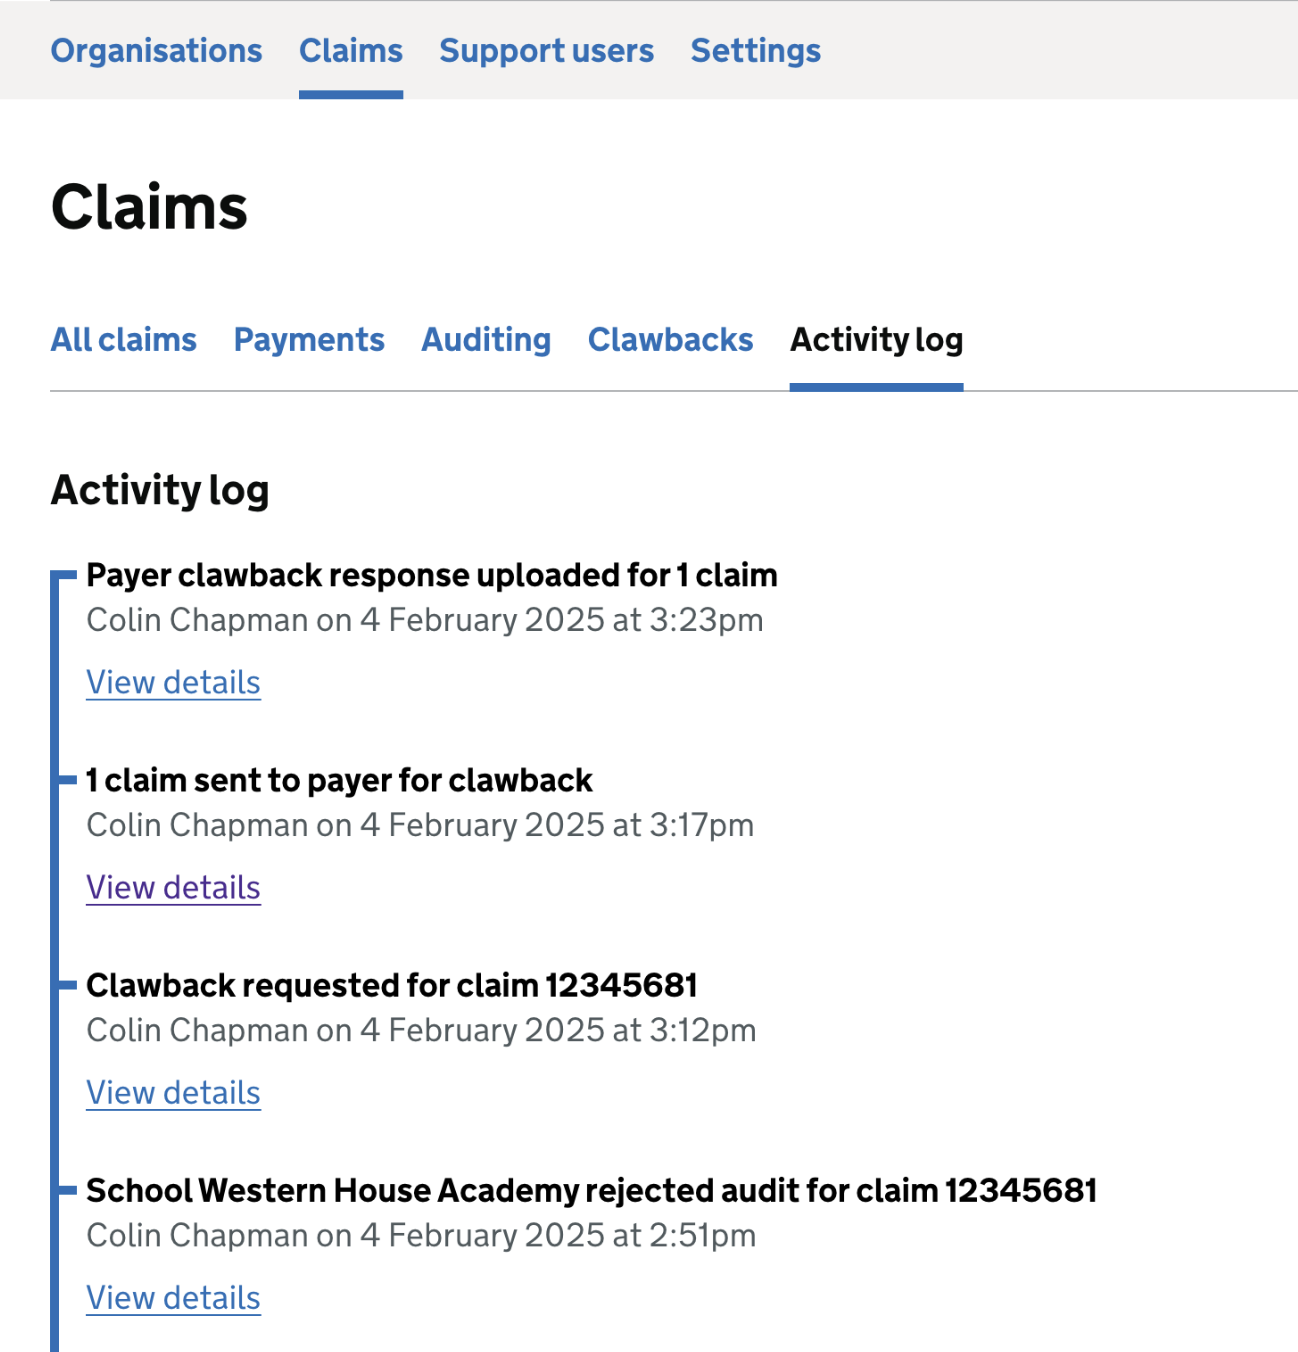 Organisations Claims Support users Settings
Claims
All claims Payments Auditing Clawbacks Activity log
Activity log
Payer clawback response uploaded for 1 claim
Colin Chapman on 4 February 2025 at 3:23pm
View details
1 claim sent to payer for clawback
Colin Chapman on 4 February 2025 at 3:17pm
View details
Clawback requested for claim 12345681
Colin Chapman on 4 February 2025 at 3:12pm
View details
School Western House Academy rejected audit for claim 12345681
Colin Chapman on 4 February 2025 at 2:51pm
View details